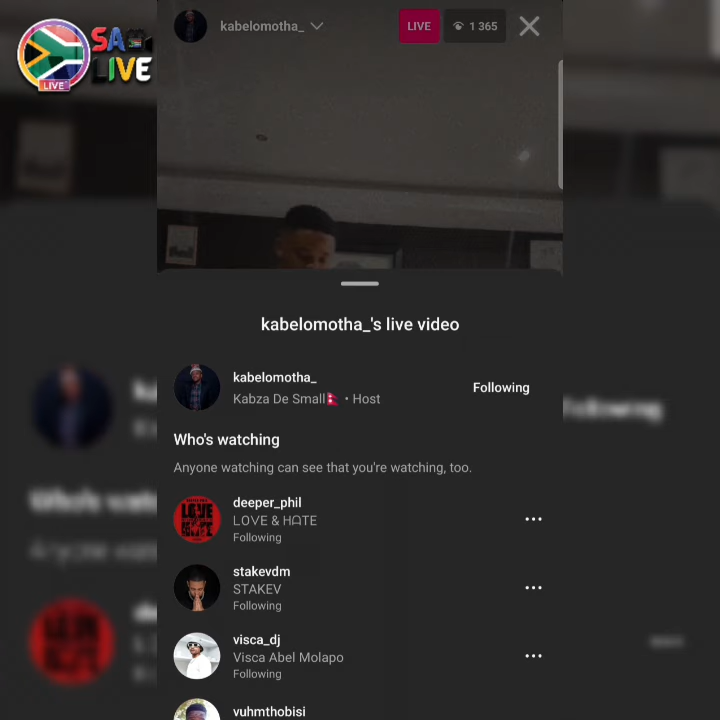 SA
LIVE
LIVE
kabelomotha_
LIVE
1 365
kabelomotha_'s live video
kabelomotha_
Kabza De Small🇳🇵 • Host
Following
Who's watching
Anyone watching can see that you're watching, too.
deeper_phil
LOVE & HATE
Following
stakevdm
STAKEV
Following
visca_dj
Visca Abel Molapo
Following
vuhmthobisi